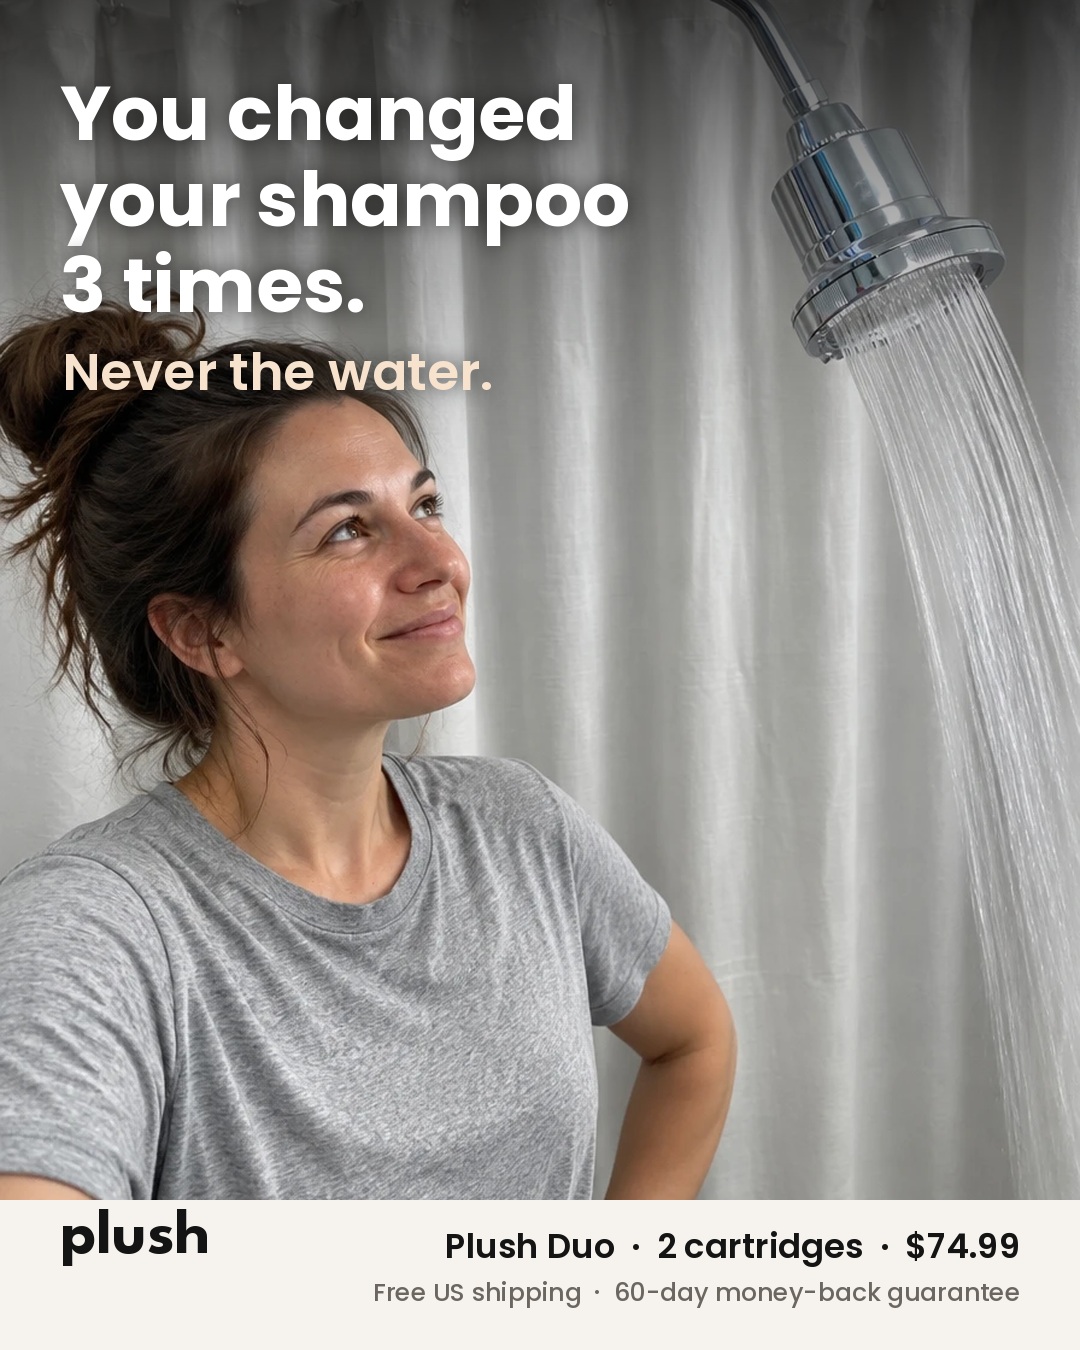 You changed
your shampoo
3 times.
Never the water.
plush
Plush Duo · 2 cartridges · $74.99
Free US shipping · 60-day money-back guarantee